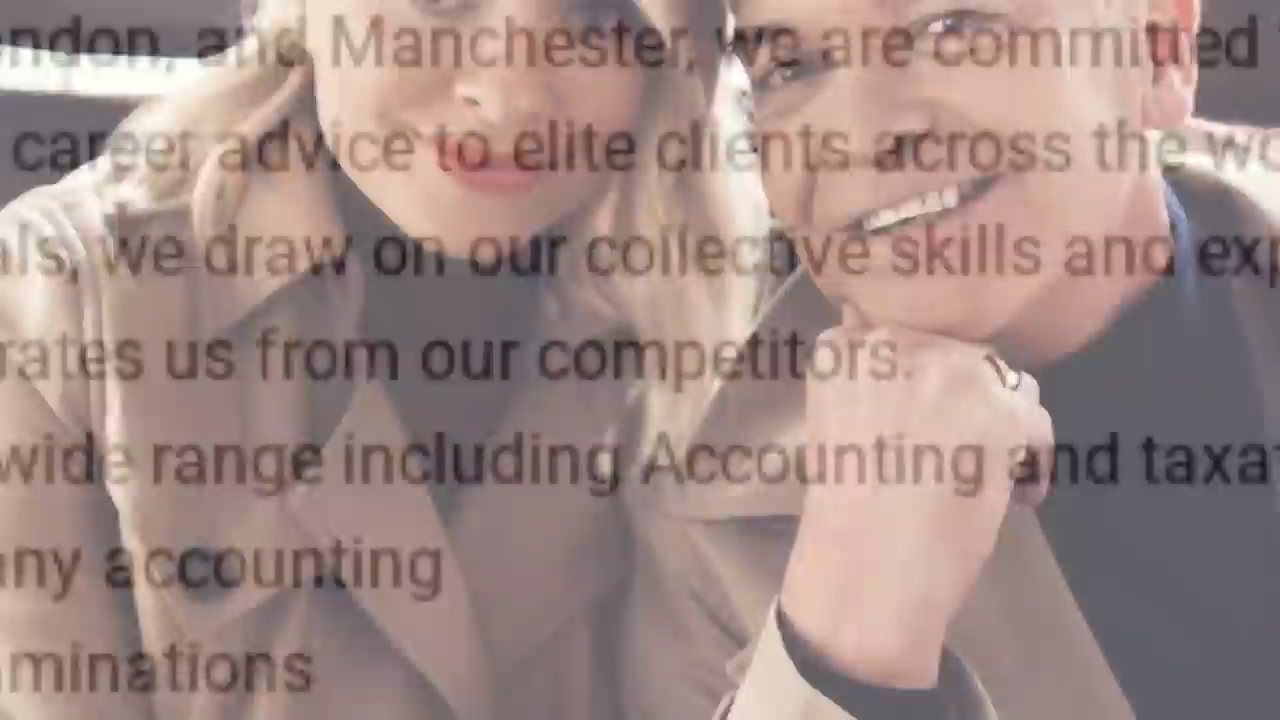 ndon, and Manchester, we are committed
career advice to elite clients across the wo
als, we draw on our collective skills and exp
rates us from our competitors.
wide range including Accounting and taxat
any accounting
minations